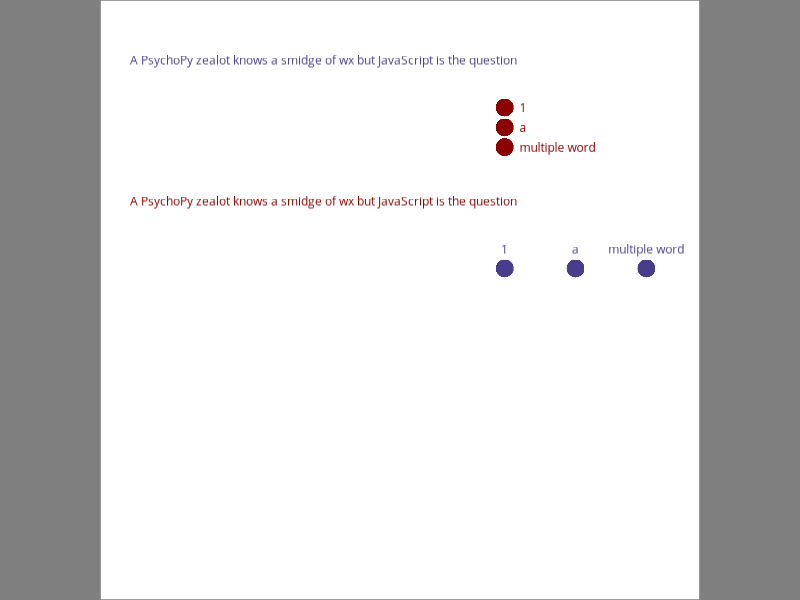 A PsychoPy zealot knows a smidge of wx but JavaScript is the question
1
a
multiple word
A PsychoPy zealot knows a smidge of wx but JavaScript is the question
1 a multiple word